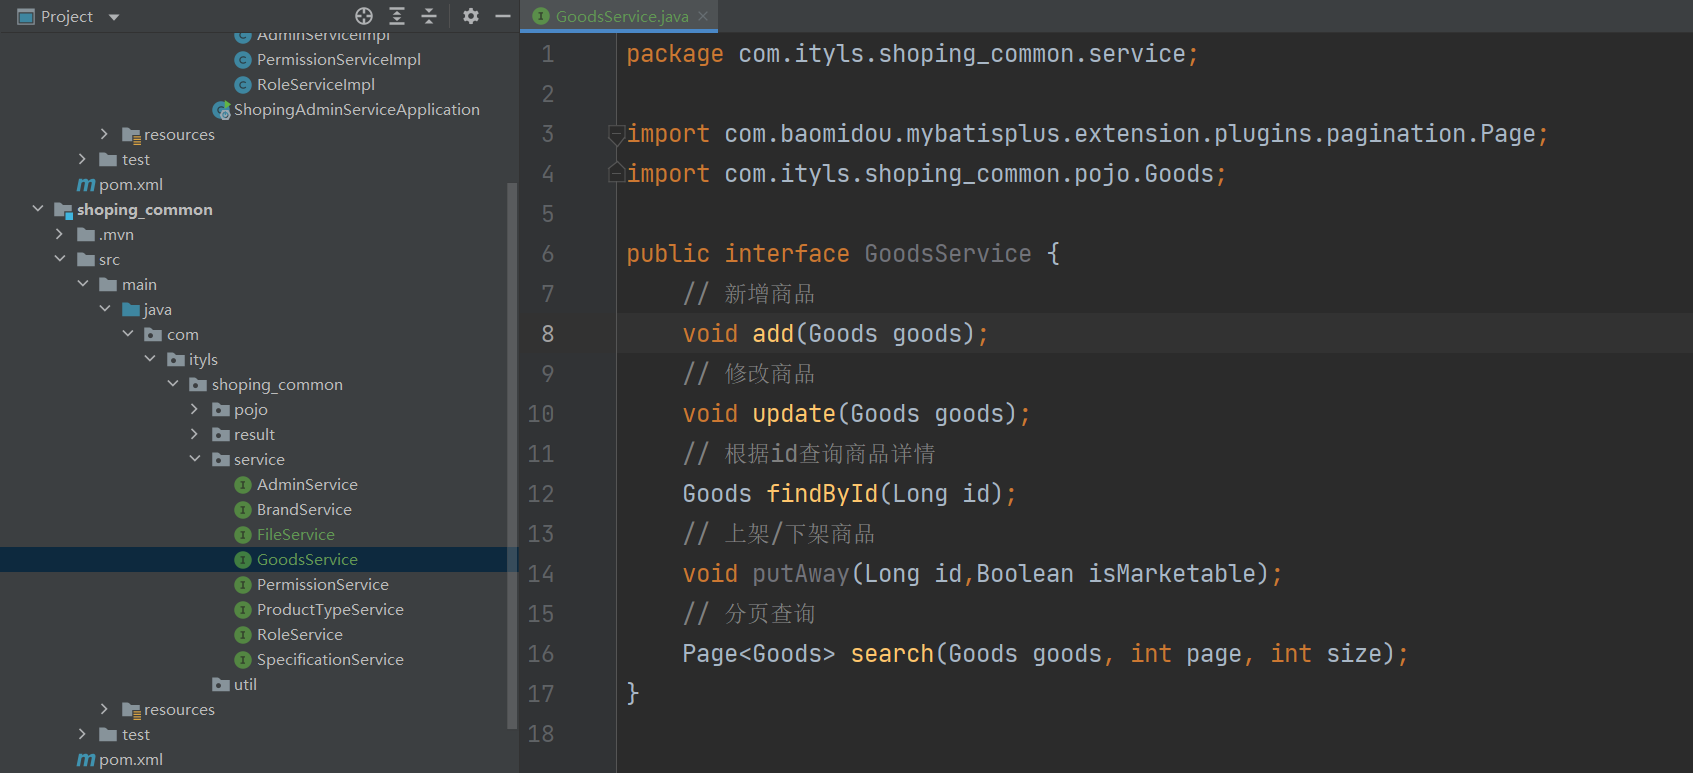 Project
AdminServiceImpl
PermissionServiceImpl
RoleServiceImpl
ShopingAdminServiceApplication
resources
test
pom.xml
shoping_common
.mvn
src
main
java
com
ityls
shoping_common
pojo
result
service
AdminService
BrandService
FileService
GoodsService
PermissionService
ProductTypeService
RoleService
SpecificationService
util
resources
test
pom.xml
GoodsService.java
1 package com.ityls.shoping_common.service;
2
3 import com.baomidou.mybatisplus.extension.plugins.pagination.Page;
4 import com.ityls.shoping_common.pojo.Goods;
5
6 public interface GoodsService {
7 // 新增商品
8 void add(Goods goods);
9 // 修改商品
10 void update(Goods goods);
11 // 根据id查询商品详情
12 Goods findById(Long id);
13 // 上架/下架商品
14 void putAway(Long id,Boolean isMarketable);
15 // 分页查询
16 Page<Goods> search(Goods goods, int page, int size);
17 }
18